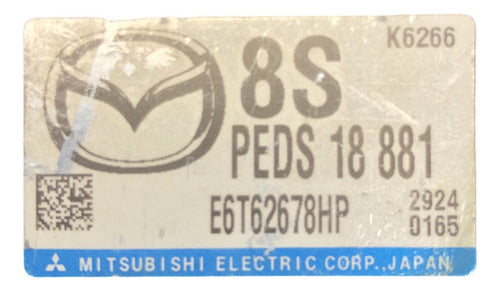 K6266
8S
PEDS 18 881
E6T62678HP
2924
0165
MITSUBISHI ELECTRIC CORP., JAPAN